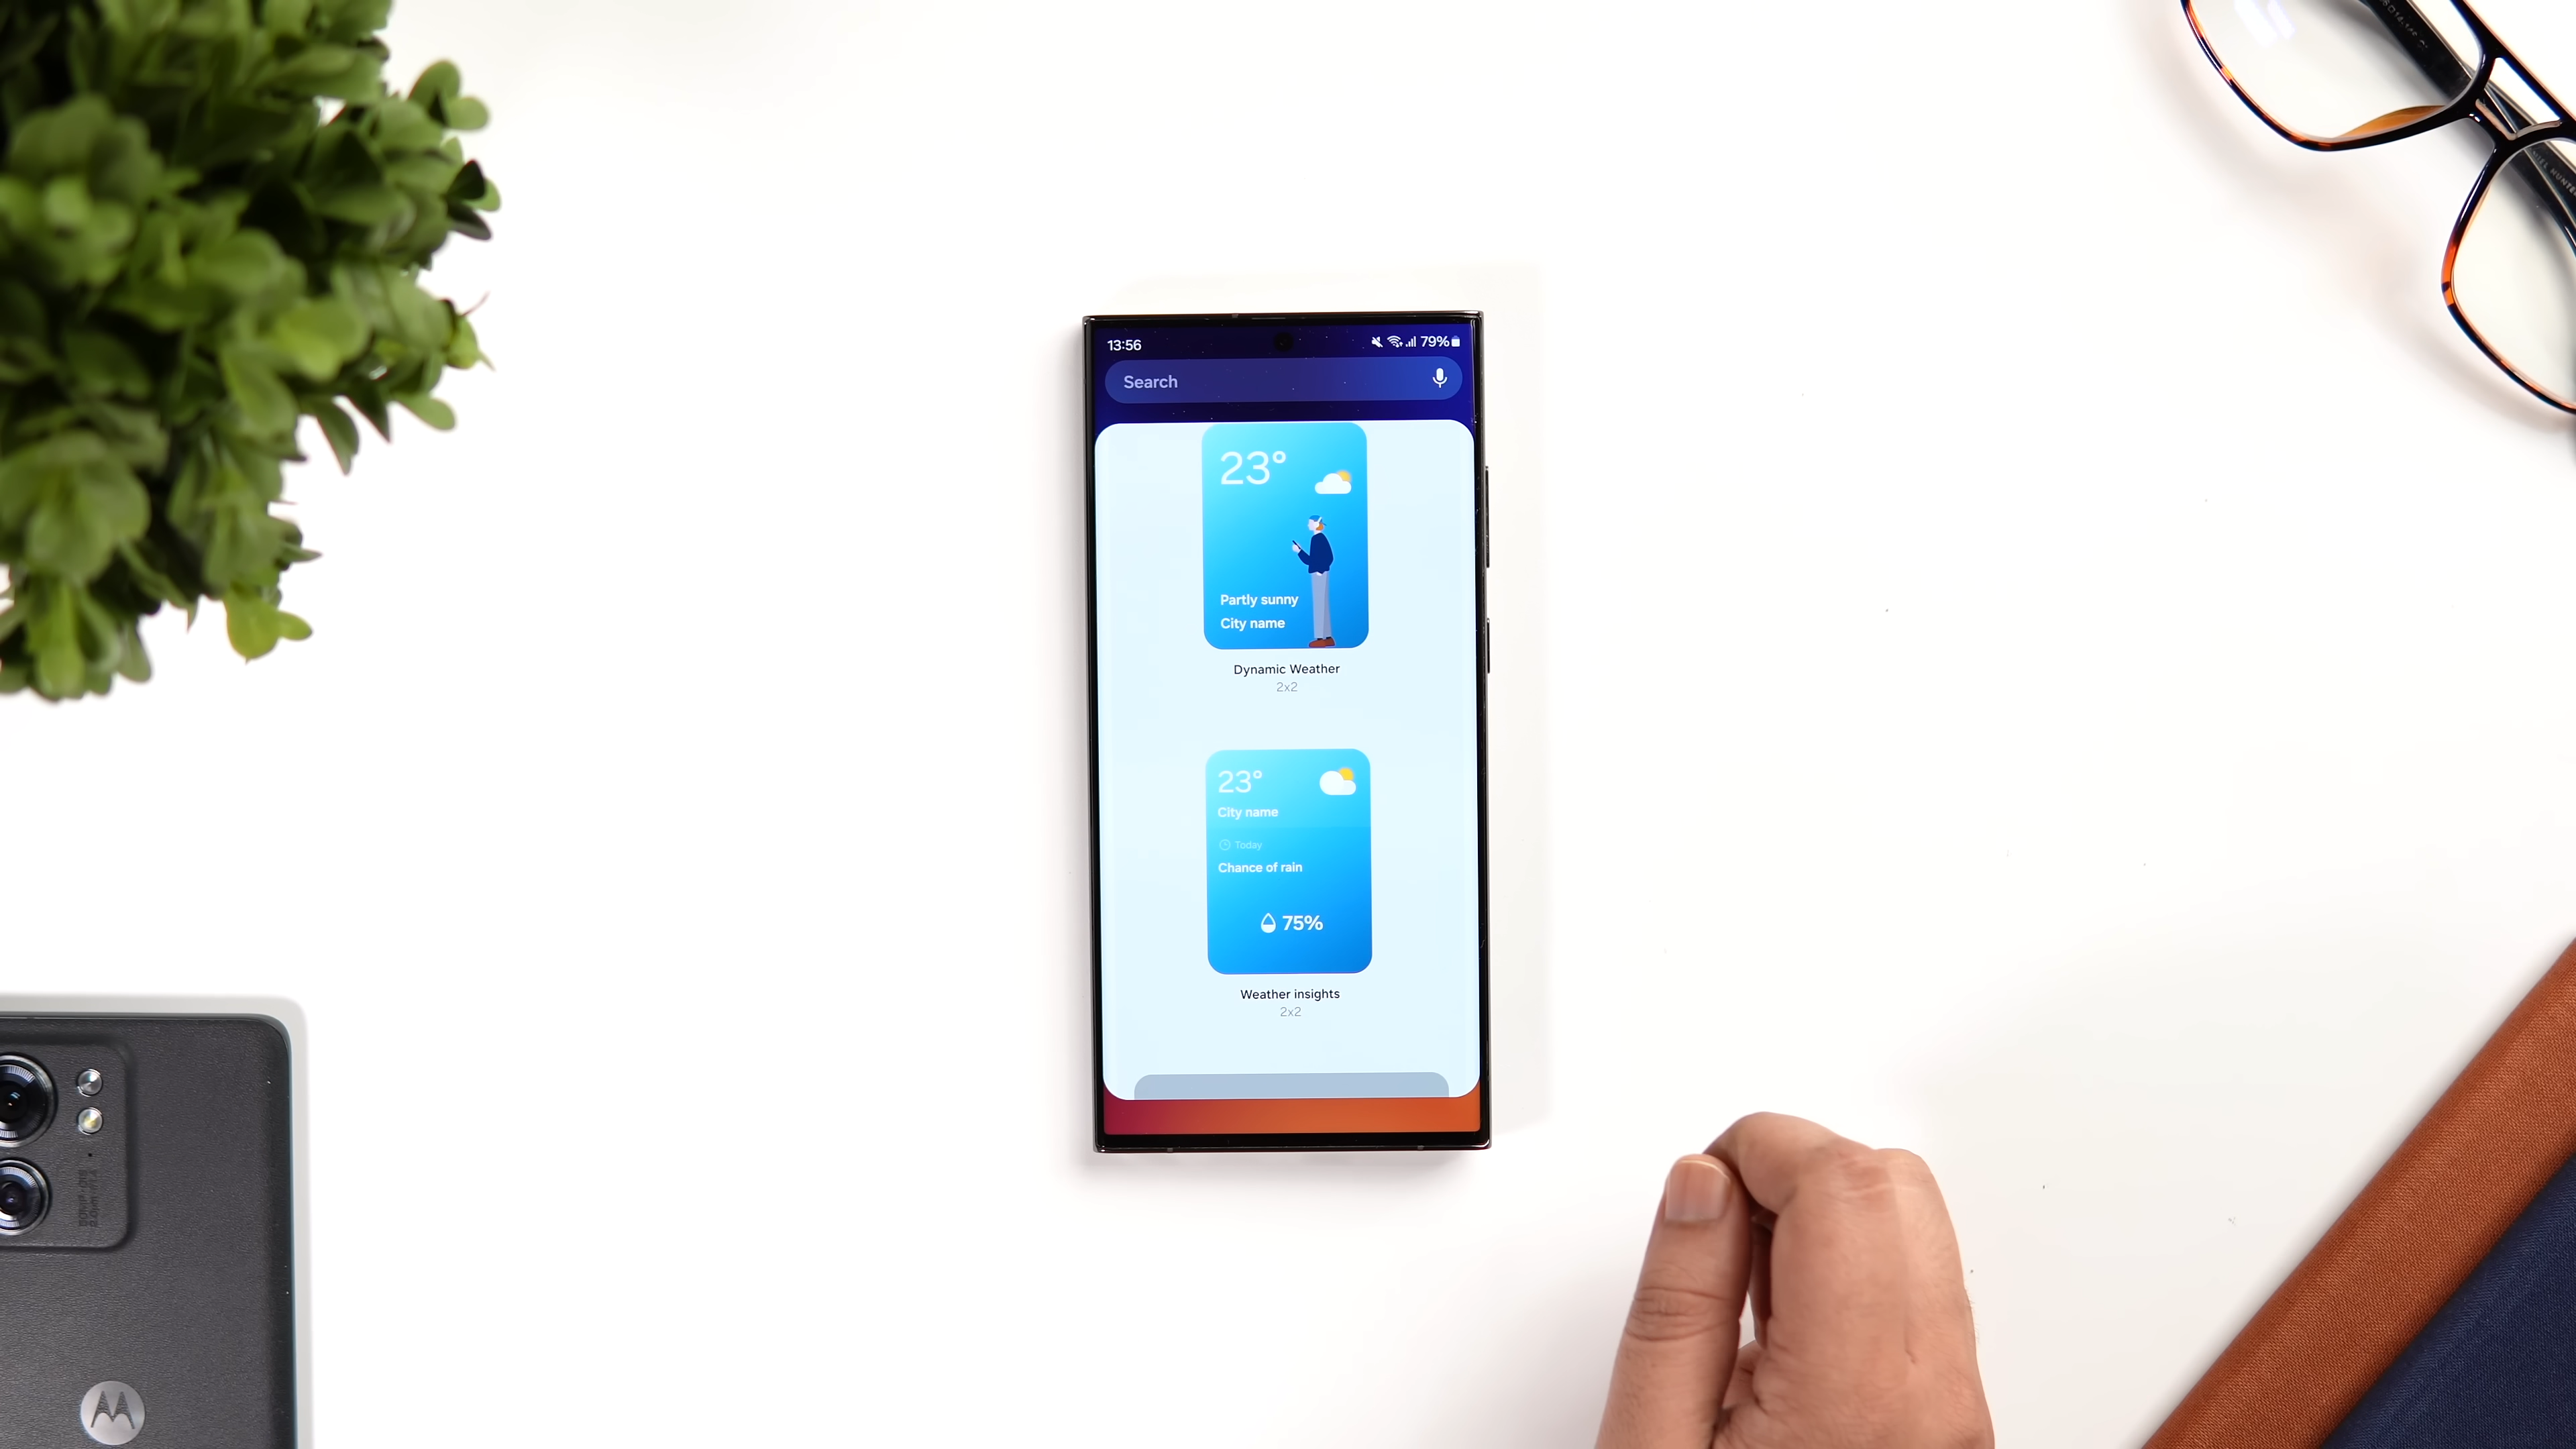 13:56
79%
Search
23°
Partly sunny
City name
Dynamic Weather
2x2
23°
City name
Today
Chance of rain
75%
Weather insights
2x2